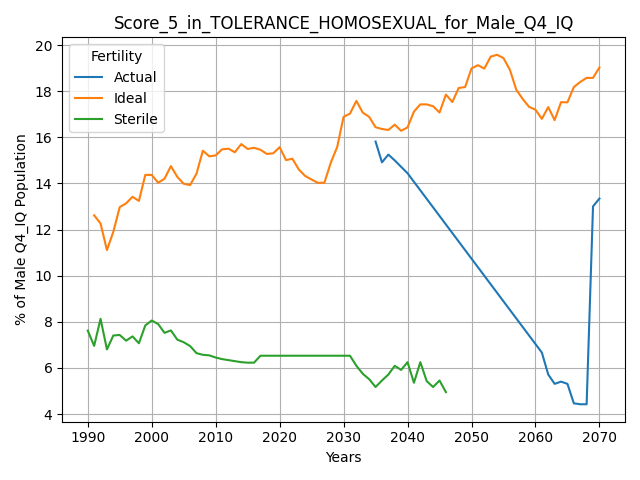 Score_5_in_TOLERANCE_HOMOSEXUAL_for_Male_Q4_IQ
Fertility
Actual
Ideal
Sterile
% of Male Q4_IQ Population
20
18
16
14
12
10
8
6
4
1990 2000 2010 2020 2030 2040 2050 2060 2070
Years